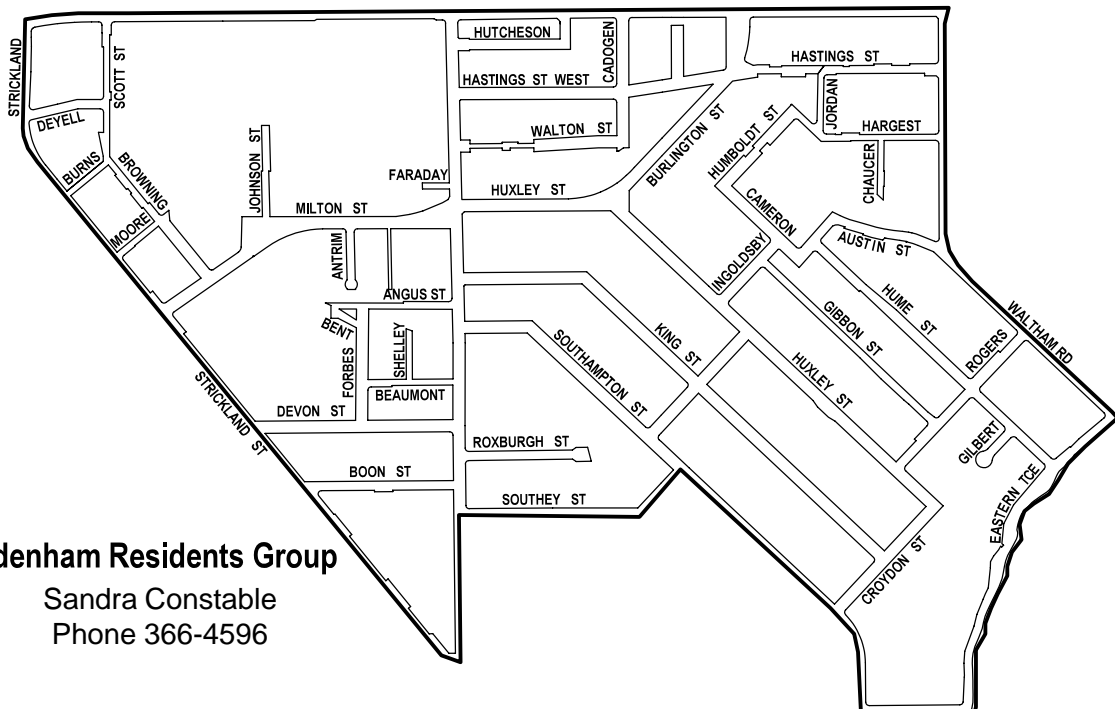 STRICKLAND
SCOTT ST
DEYELL
BURNS
BROWNING
MOORE
JOHNSON ST
MILTON ST
FARADAY
HUTCHESON
CADOGEN
HASTINGS ST WEST
WALTON ST
HUXLEY ST
BURLINGTON ST
HUMBOLDT ST
HASTINGS ST
JORDAN
HARGEST
CHAUCER
CAMERON
INGOLDSBY
AUSTIN ST
HUME ST
GIBBON ST
ROGERS
WALTHAM RD
ANTRIM
ANGUS ST
BENT
FORBES
SHELLEY
BEAUMONT
DEVON ST
STRICKLAND ST
BOON ST
KING ST
SOUTHAMPTON ST
HUXLEY ST
ROXBURGH ST
SOUTHEY ST
GILBERT
EASTERN TCE
CROYDON ST
denham Residents Group
Sandra Constable
Phone 366-4596